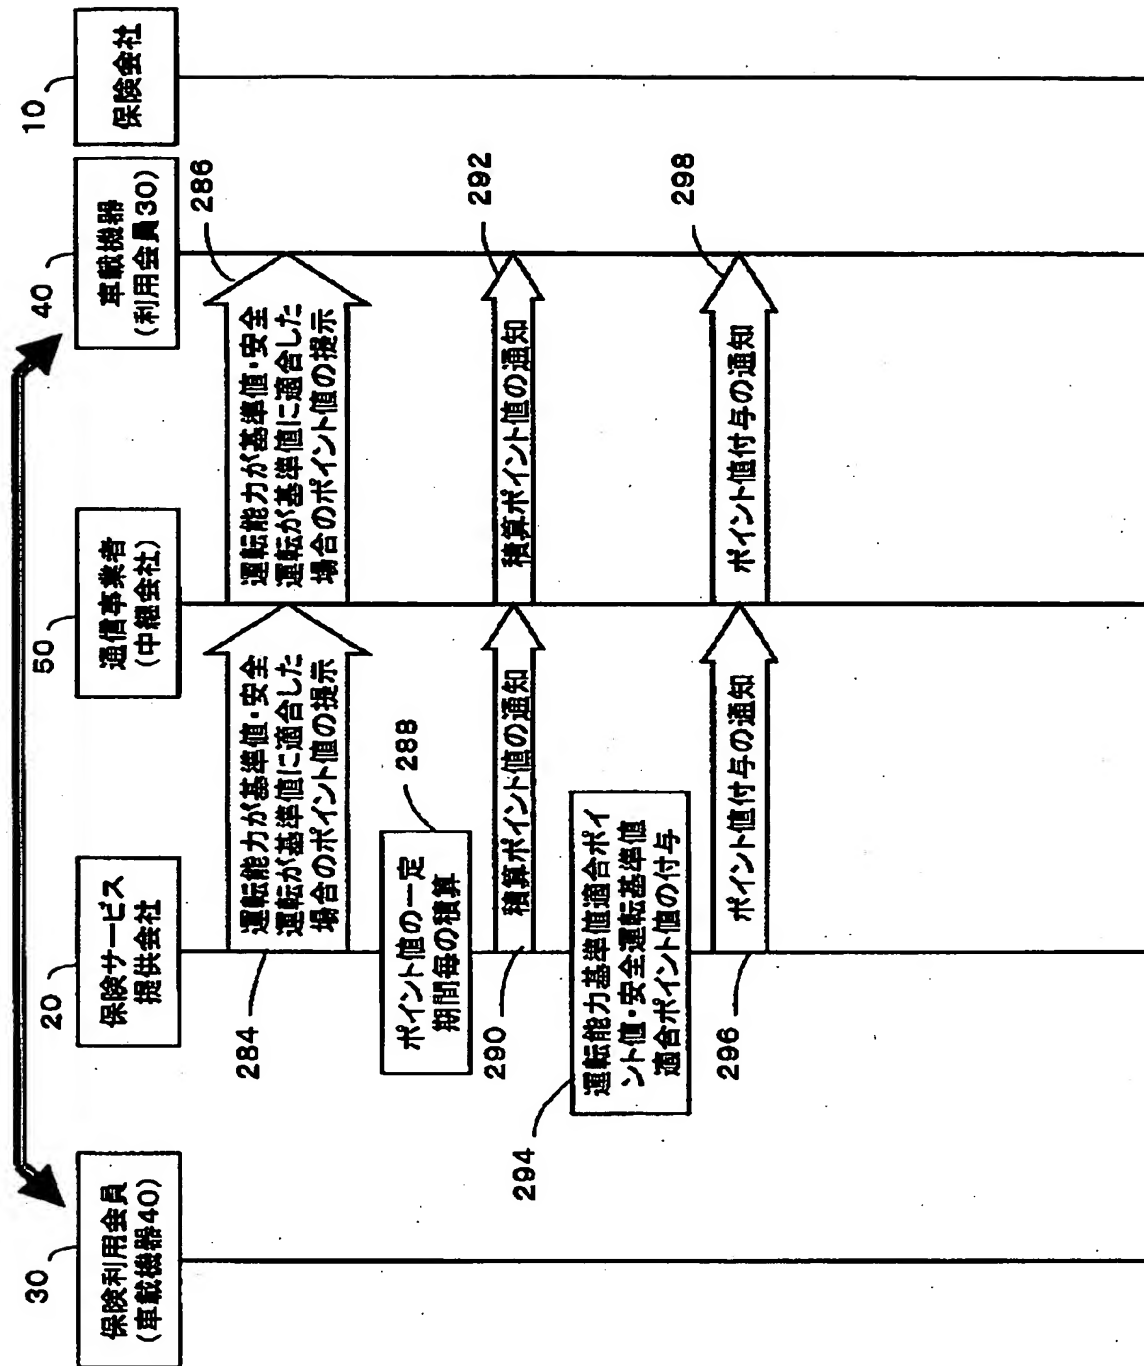 30
保険利用会員
(車載機器40)
20
保険サービス
提供会社
50
通信事業者
(中継会社)
40
車載機器
(利用会員30)
10
保険会社
284
運転能力が基準値・安全
運転が基準値に適合した
場合のポイント値の提示
286
運転能力が基準値・安全
運転が基準値に適合した
場合のポイント値の提示
288
ポイント値の一定
期間毎の積算
290
積算ポイント値の通知
292
積算ポイント値の通知
294
運転能力基準値適合ポイ
ント値・安全運転基準値
適合ポイント値の付与
296
ポイント値付与の通知
298
ポイント値付与の通知